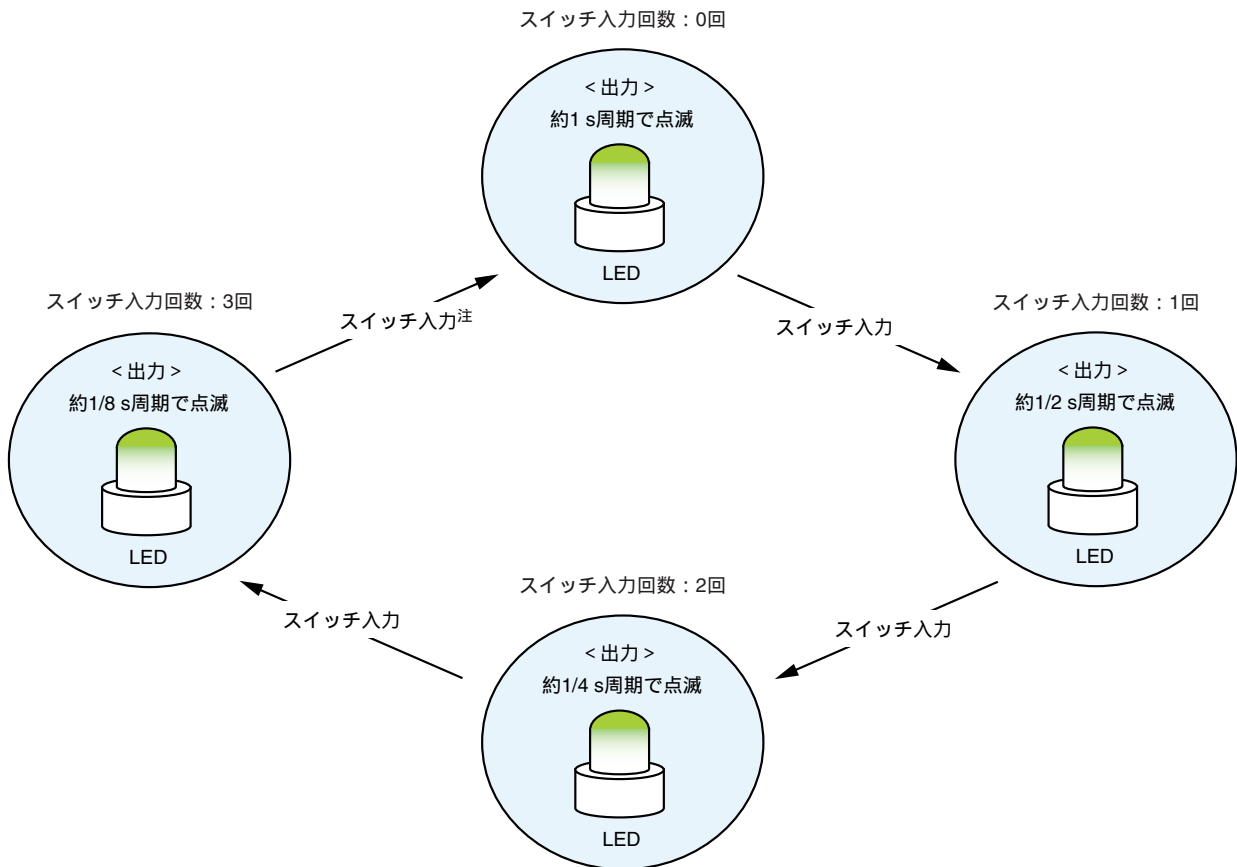 スイッチ入力回数：0回
＜出力＞
約1 s周期で点滅
LED
スイッチ入力回数：3回
スイッチ入力注
スイッチ入力
スイッチ入力回数：1回
＜出力＞
約1/8 s周期で点滅
LED
＜出力＞
約1/2 s周期で点滅
LED
スイッチ入力回数：2回
スイッチ入力
スイッチ入力
＜出力＞
約1/4 s周期で点滅
LED